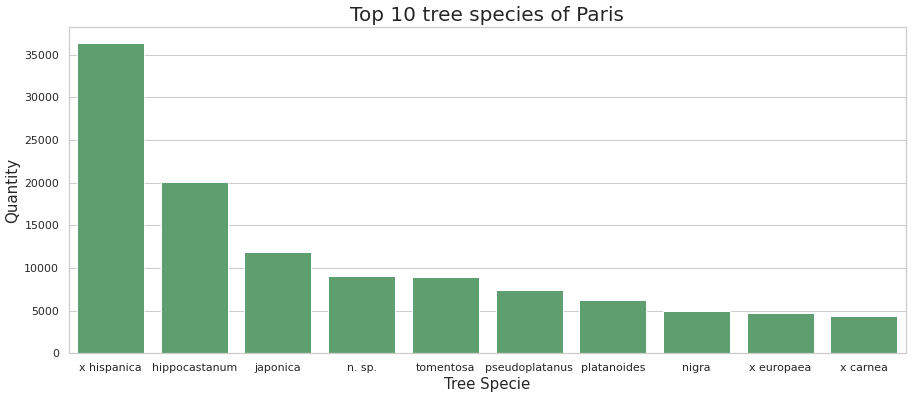 Top 10 tree species of Paris
Quantity
35000
30000
25000
20000
15000
10000
5000
0
x hispanica hippocastanum japonica n. sp. tomentosa pseudoplatanus platanoides nigra x europaea x carnea
Tree Specie